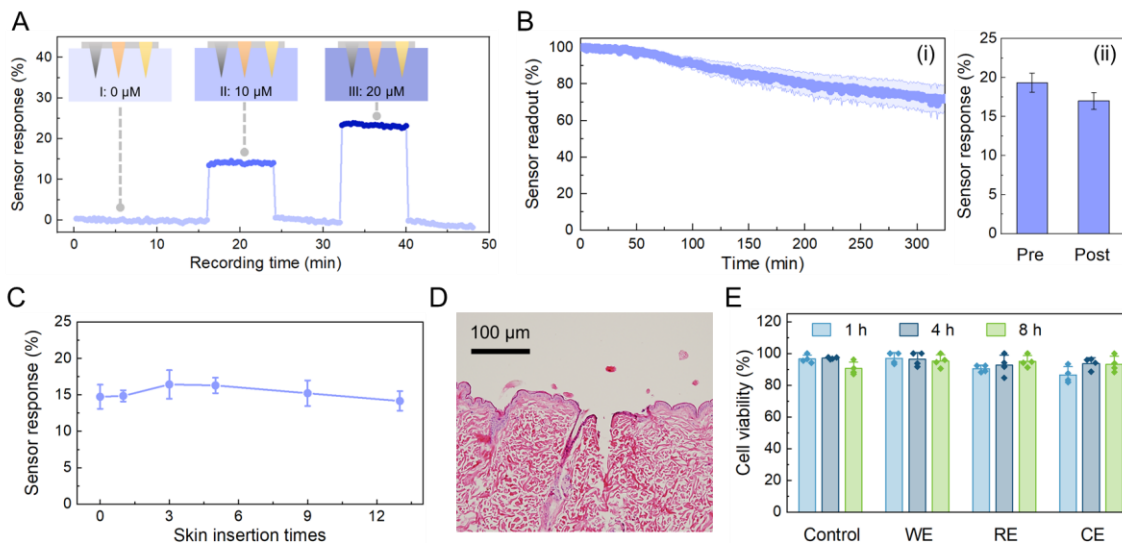 A
Sensor response (%)
40
30
20
10
0
I: 0 µM
II: 10 µM
III: 20 µM
0
10
20
30
40
50
Recording time (min)
B
Sensor readout (%)
100
80
60
40
20
0
(i)
0
50
100
150
200
250
300
Time (min)
Sensor response (%)
25
20
15
10
5
0
(ii)
Pre
Post
C
Sensor response (%)
25
20
15
10
5
0
0
3
6
9
12
Skin insertion times
D
100 µm
E
Cell viability (%)
120
100
80
60
40
20
0
1 h
4 h
8 h
Control
WE
RE
CE